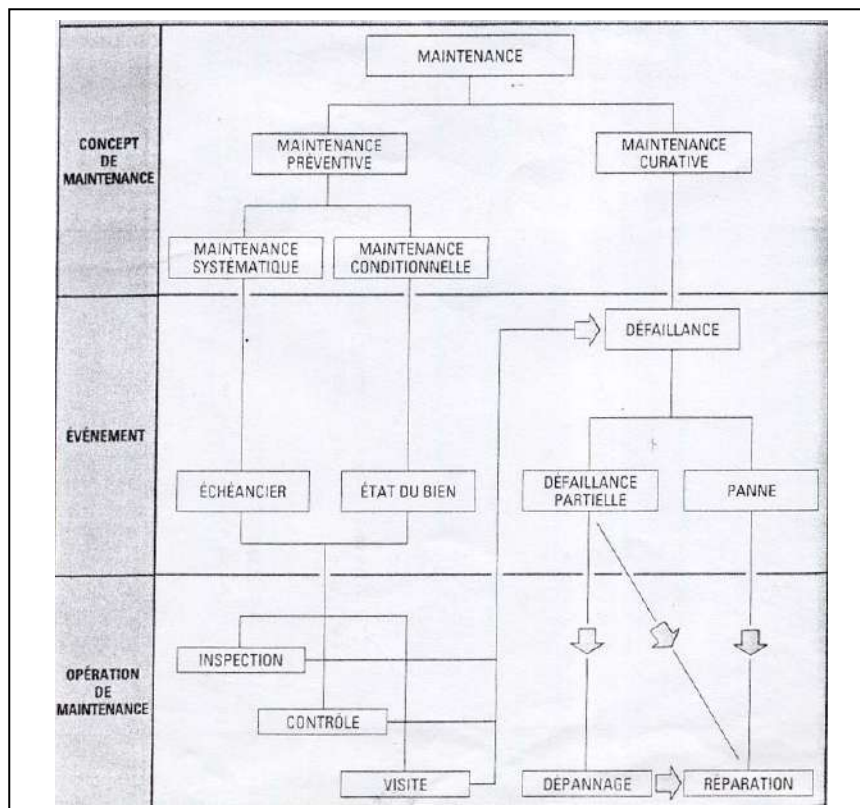 MAINTENANCE
CONCEPT
DE
MAINTENANCE
MAINTENANCE
PRÉVENTIVE
MAINTENANCE
CURATIVE
MAINTENANCE
SYSTÉMATIQUE
MAINTENANCE
CONDITIONNELLE
ÉVÉNEMENT
DÉFAILLANCE
ÉCHÉANCIER
ÉTAT DU BIEN
DÉFAILLANCE
PARTIELLE
PANNE
OPÉRATION
DE
MAINTENANCE
INSPECTION
CONTRÔLE
VISITE
DÉPANNAGE
RÉPARATION